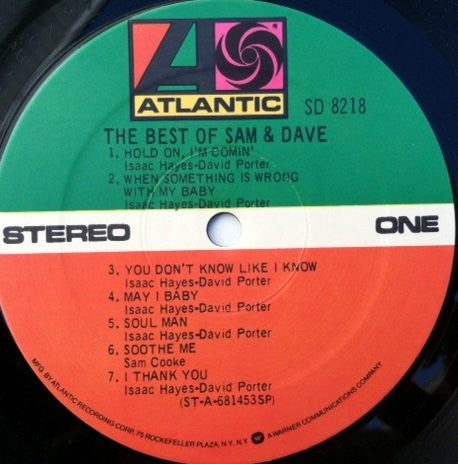 ATLANTIC
SD 8218
THE BEST OF SAM & DAVE
1. HOLD ON, I'M COMIN'
Isaac Hayes-David Porter
2. WHEN SOMETHING IS WRONG
WITH MY BABY
Isaac Hayes-David Porter
STEREO
ONE
3. YOU DON'T KNOW LIKE I KNOW
Isaac Hayes-David Porter
4. MAY I BABY
Isaac Hayes-David Porter
5. SOUL MAN
Isaac Hayes-David Porter
6. SOOTHE ME
Sam Cooke
7. I THANK YOU
Isaac Hayes-David Porter
(ST-A-681453SP)
MFG. BY ATLANTIC RECORDING CORP. 75 ROCKEFELLER PLAZA, N.Y. N.Y. A WARNER COMMUNICATIONS COMPANY